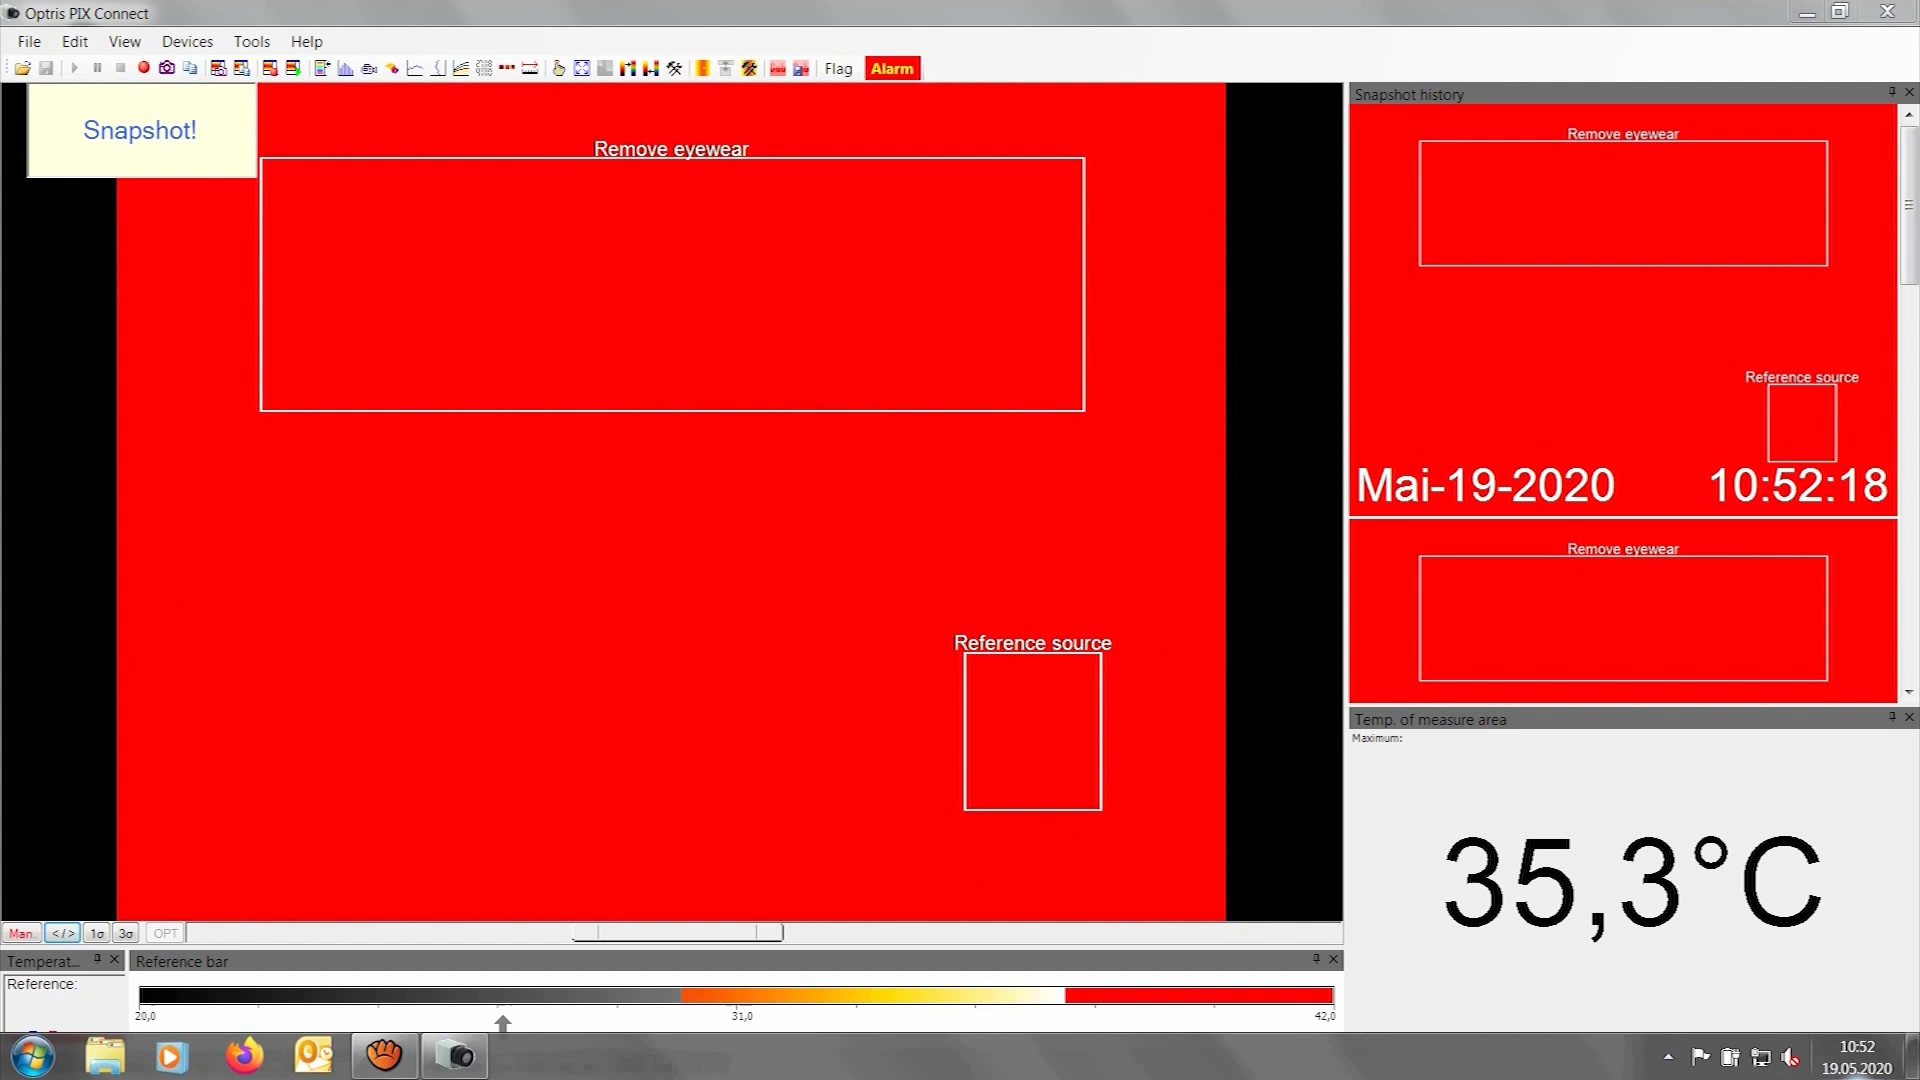 Optris PIX Connect
File Edit View Devices Tools Help
Flag Alarm
Snapshot!
Remove eyewear
Reference source
Snapshot history
Remove eyewear
Reference source
Mai-19-2020 10:52:18
Remove eyewear
Temp. of measure area
Maximum:
35,3°C
Man. </> 1σ 3σ OPT
Temperat...
Reference:
Reference bar
20,0 31,0 42,0
10:52
19.05.2020